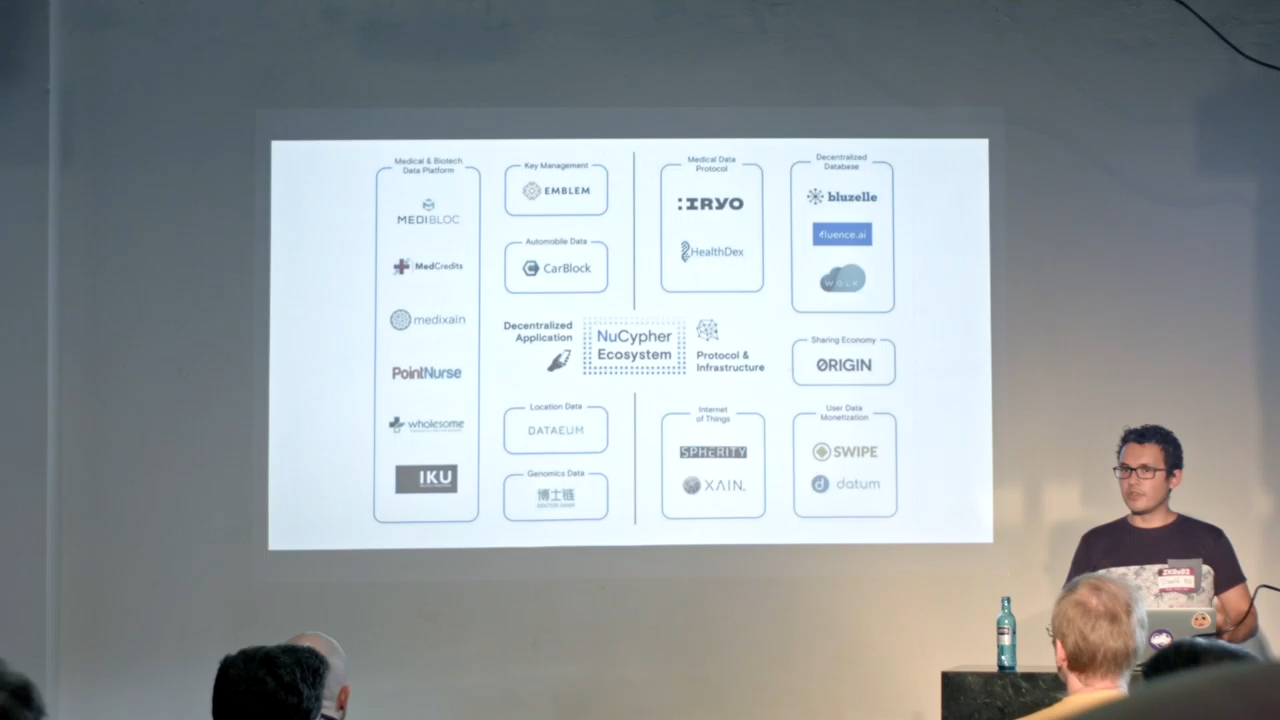 Medical & Biotech
Data Platform
MEDIBLOC
MedCredits
medixain
PointNurse
wholesome
IKU
Key Management
EMBLEM
Automobile Data
CarBlock
Decentralized
Application
NuCypher
Ecosystem
Protocol &
Infrastructure
Location Data
DATAEUM
Genomics Data
博士链
Medical Data
Protocol
:IRYO
HealthDex
Decentralized
Database
bluzelle
fluence.ai
WOLK
Sharing Economy
ORIGIN
Internet
of Things
SPHERITY
XAIN.
User Data
Monetization
SWIPE
datum